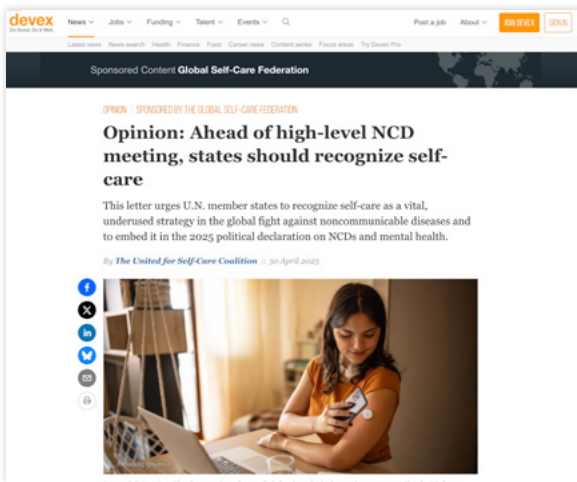 devex
Do Good. Do It Well.
News Jobs Funding Talent Events Post a job About JOIN DEVEX SIGN IN
Latest news News search Health Finance Food Career news Content series Focus areas Try Devex Pro
Sponsored Content Global Self-Care Federation
OPINION | SPONSORED BY THE GLOBAL SELF-CARE FEDERATION
Opinion: Ahead of high-level NCD
meeting, states should recognize self-
care
This letter urges U.N. member states to recognize self-care as a vital,
underused strategy in the global fight against noncommunicable diseases and
to embed it in the 2025 political declaration on NCDs and mental health.
By The United for Self-Care Coalition // 30 April 2025